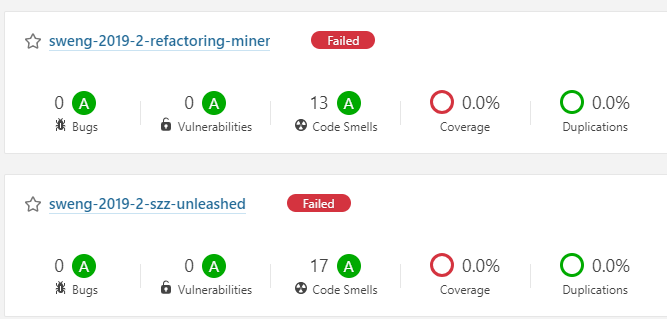 sweng-2019-2-refactoring-miner Failed
0 A 0 A 13 A 0.0% 0.0%
Bugs Vulnerabilities Code Smells Coverage Duplications
sweng-2019-2-szz-unleashed Failed
0 A 0 A 17 A 0.0% 0.0%
Bugs Vulnerabilities Code Smells Coverage Duplications